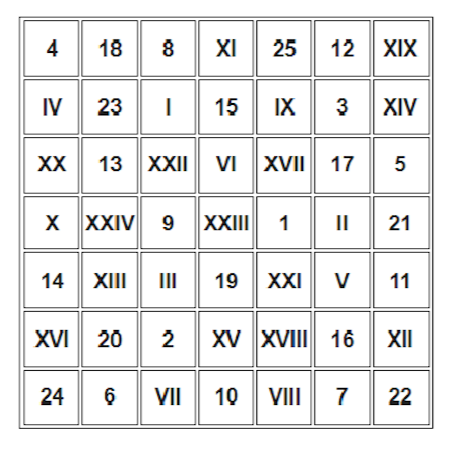 4 18 8 XI 25 12 XIX
IV 23 I 15 IX 3 XIV
XX 13 XXII VI XVII 17 5
X XXIV 9 XXIII 1 II 21
14 XIII III 19 XXI V 11
XVI 20 2 XV XVIII 16 XII
24 6 VII 10 VIII 7 22